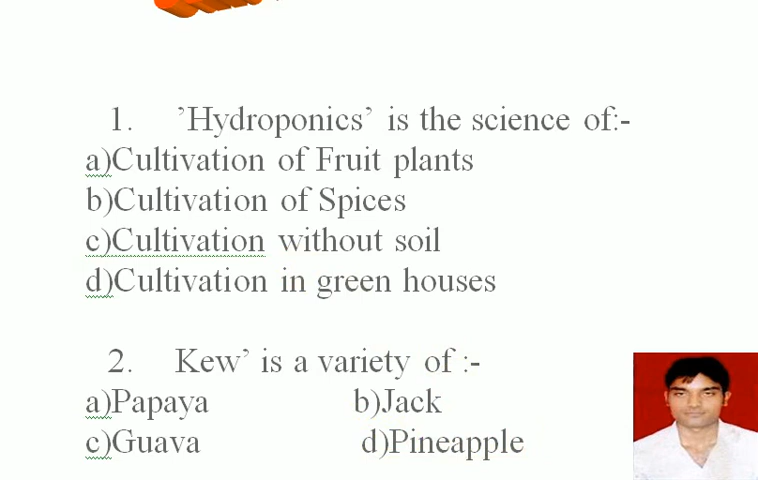 1. ’Hydroponics’ is the science of:-
a)Cultivation of Fruit plants
b)Cultivation of Spices
c)Cultivation without soil
d)Cultivation in green houses
2. Kew’ is a variety of :-
a)Papaya b)Jack
c)Guava d)Pineapple